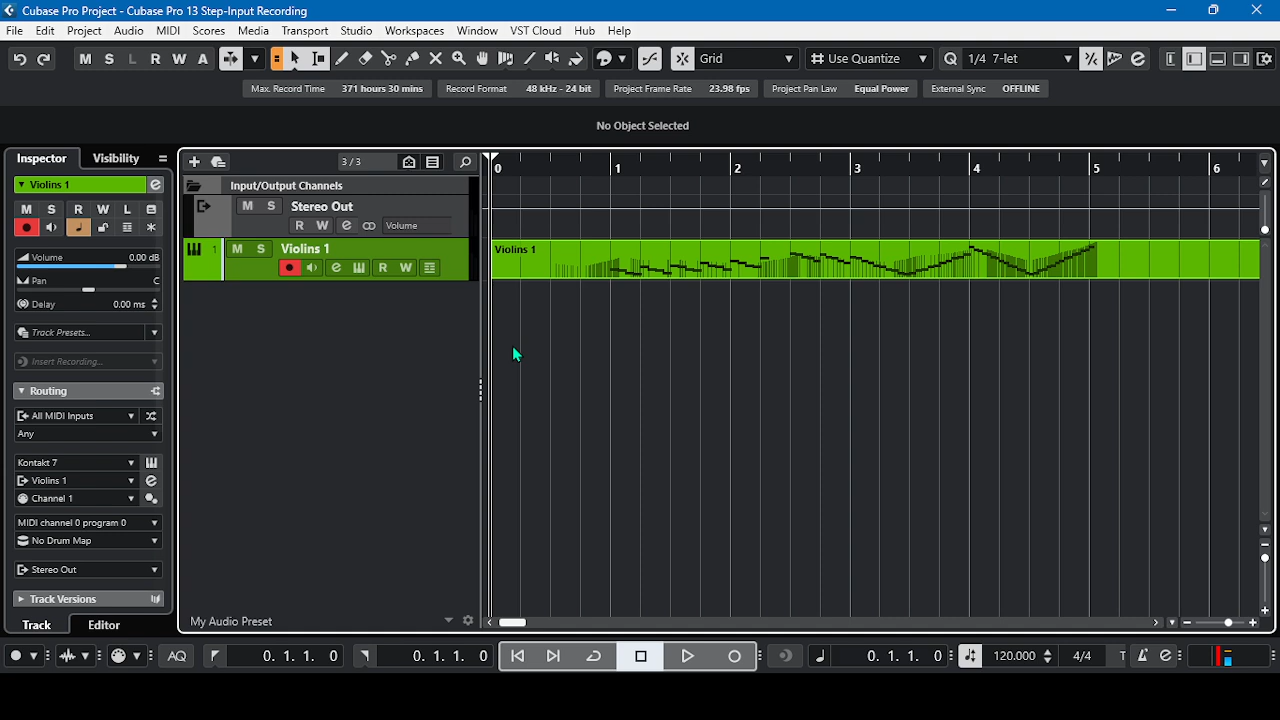 Cubase Pro Project - Cubase Pro 13 Step-Input Recording
File Edit Project Audio MIDI Scores Media Transport Studio Workspaces Window VST Cloud Hub Help
M S L R W A Grid Use Quantize Q 1/4 7-let
Max. Record Time 371 hours 30 mins Record Format 48 kHz - 24 bit Project Frame Rate 23.98 fps Project Pan Law Equal Power External Sync OFFLINE
No Object Selected
Inspector Visibility
3/3
0 1 2 3 4 5 6
Violins 1
Input/Output Channels
M S R W L
M S Stereo Out
R W e Volume
M S Violins 1
Violins 1
1
R W
Volume 0.00 dB
Pan C
Delay 0.00 ms
Track Presets...
Insert Recording...
Routing
All MIDI Inputs
Any
Kontakt 7
Violins 1
Channel 1
MIDI channel 0 program 0
No Drum Map
Stereo Out
Track Versions
My Audio Preset
Track Editor
AQ 0. 1. 1. 0 0. 1. 1. 0 0. 1. 1. 0 120.000 4/4 T